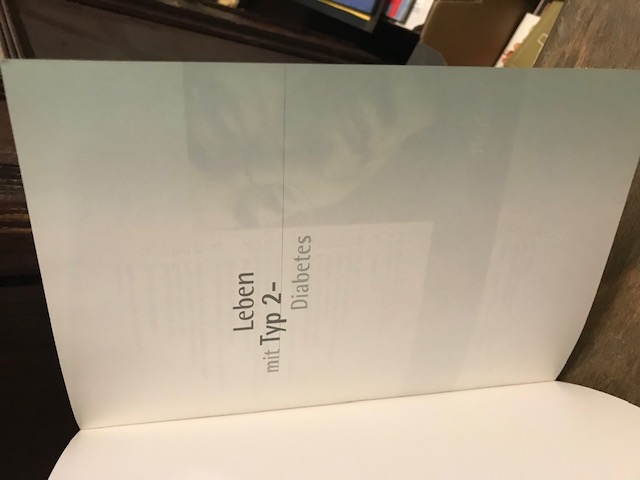 Leben
mit Typ 2-
Diabetes